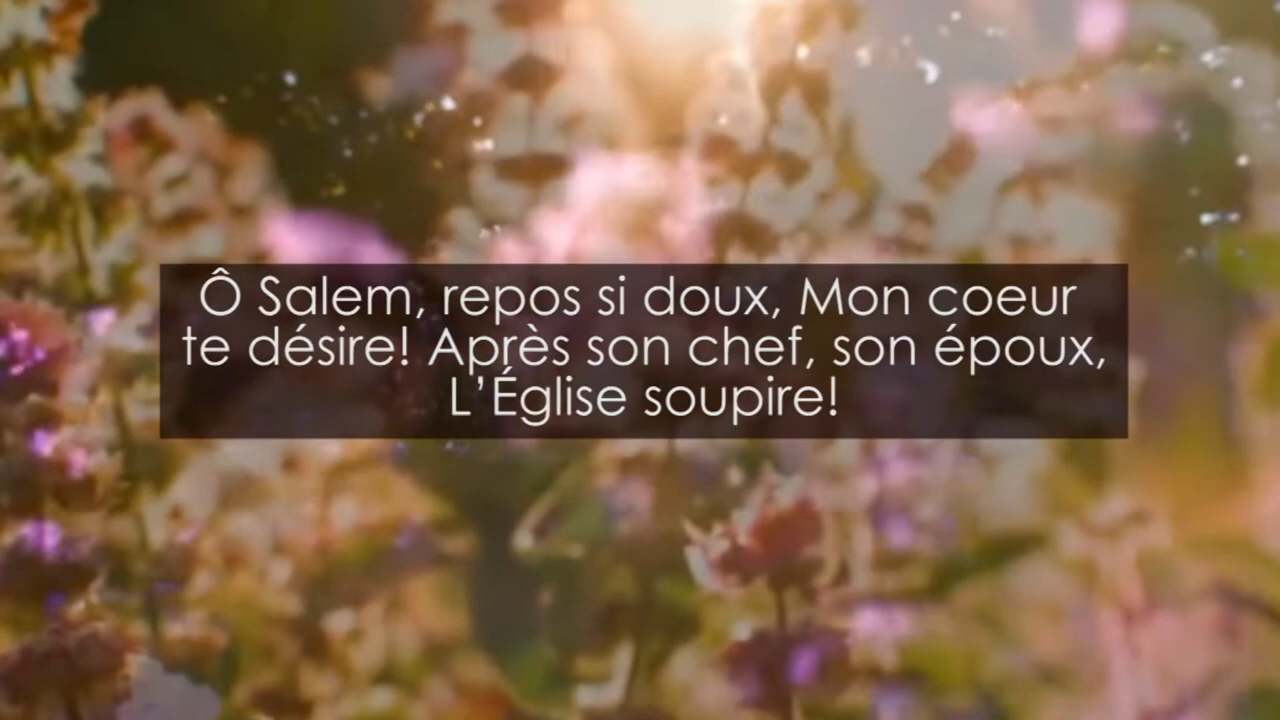 Ô Salem, repos si doux, Mon coeur
te désire! Après son chef, son époux,
L’Église soupire!